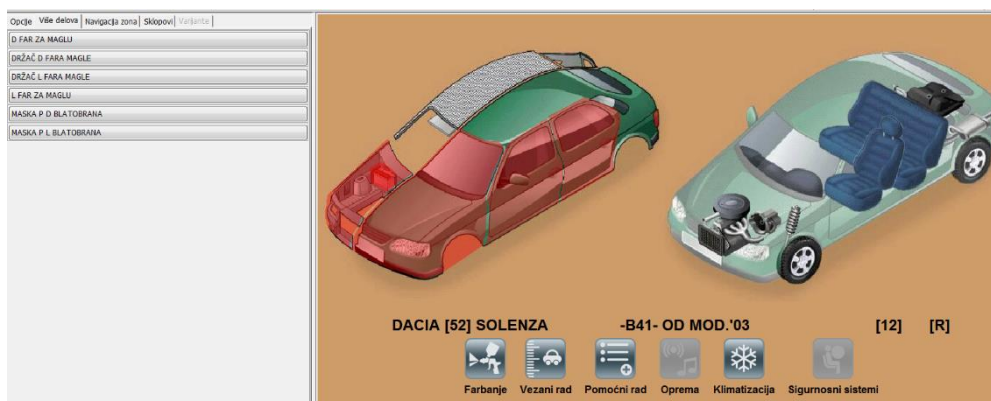 Opcije Više delova Navigacija zona Sklopovi Varijante
D FAR ZA MAGLU
DRŽAČ D FARA MAGLE
DRŽAČ L FARA MAGLE
L FAR ZA MAGLU
MASKA P D BLATOBRANA
MASKA P L BLATOBRANA
DACIA [52] SOLENZA -B41- OD MOD.'03 [12] [R]
Farbanje Vezani rad Pomoćni rad Oprema Klimatizacija Sigurnosni sistemi